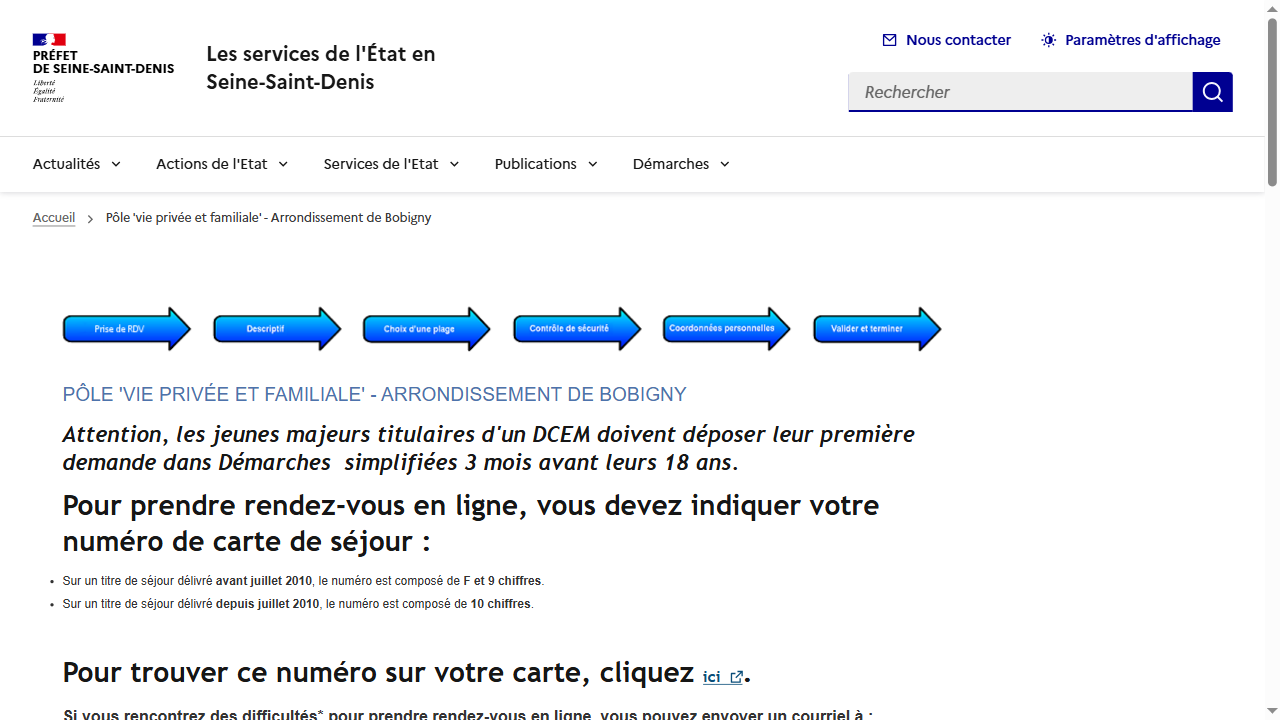 PRÉFET
DE SEINE-SAINT-DENIS
Liberté
Égalité
Fraternité
Les services de l'État en
Seine-Saint-Denis
Nous contacter
Paramètres d'affichage
Rechercher
Actualités
Actions de l'Etat
Services de l'Etat
Publications
Démarches
Accueil
Pôle 'vie privée et familiale' - Arrondissement de Bobigny
Prise de RDV
Descriptif
Choix d'une plage
Contrôle de sécurité
Coordonnées personnelles
Valider et terminer
PÔLE 'VIE PRIVÉE ET FAMILIALE' - ARRONDISSEMENT DE BOBIGNY
Attention, les jeunes majeurs titulaires d'un DCEM doivent déposer leur première
demande dans Démarches simplifiées 3 mois avant leurs 18 ans.
Pour prendre rendez-vous en ligne, vous devez indiquer votre
numéro de carte de séjour :
• Sur un titre de séjour délivré avant juillet 2010, le numéro est composé de F et 9 chiffres.
• Sur un titre de séjour délivré depuis juillet 2010, le numéro est composé de 10 chiffres.
Pour trouver ce numéro sur votre carte, cliquez ici.
Si vous rencontrez des difficultés* pour prendre rendez-vous en ligne, vous pouvez envoyer un courriel à :